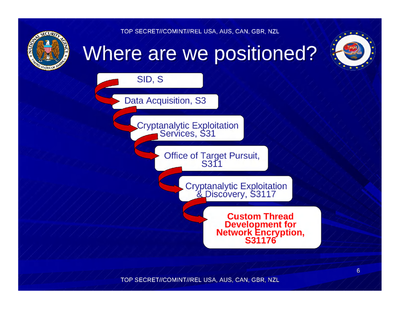 TOP SECRET//COMINT//REL USA, AUS, CAN, GBR, NZL
Where are we positioned?
SID, S
Data Acquisition, S3
Cryptanalytic Exploitation
Services, S31
Office of Target Pursuit,
S311
Cryptanalytic Exploitation
& Discovery, S3117
Custom Thread
Development for
Network Encryption,
S31176
6
TOP SECRET//COMINT//REL USA, AUS, CAN, GBR, NZL